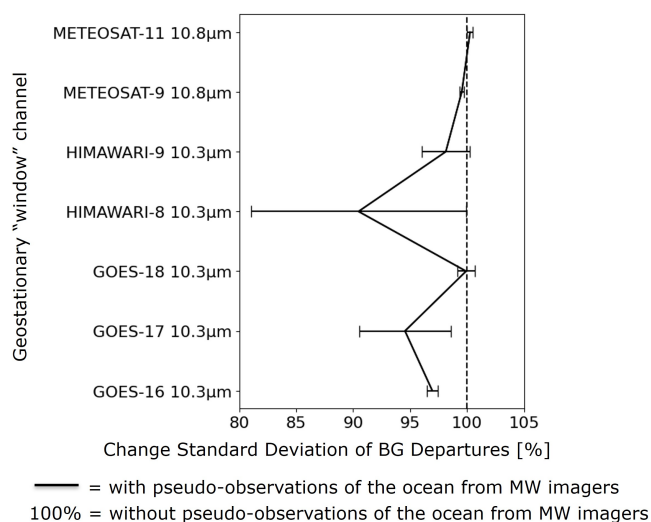 METEOSAT-11 10.8μm
METEOSAT-9 10.8μm
HIMAWARI-9 10.3μm
HIMAWARI-8 10.3μm
GOES-18 10.3μm
GOES-17 10.3μm
GOES-16 10.3μm
Geostationary “window” channel
80 85 90 95 100 105
Change Standard Deviation of BG Departures [%]
= with pseudo-observations of the ocean from MW imagers
100% = without pseudo-observations of the ocean from MW imagers